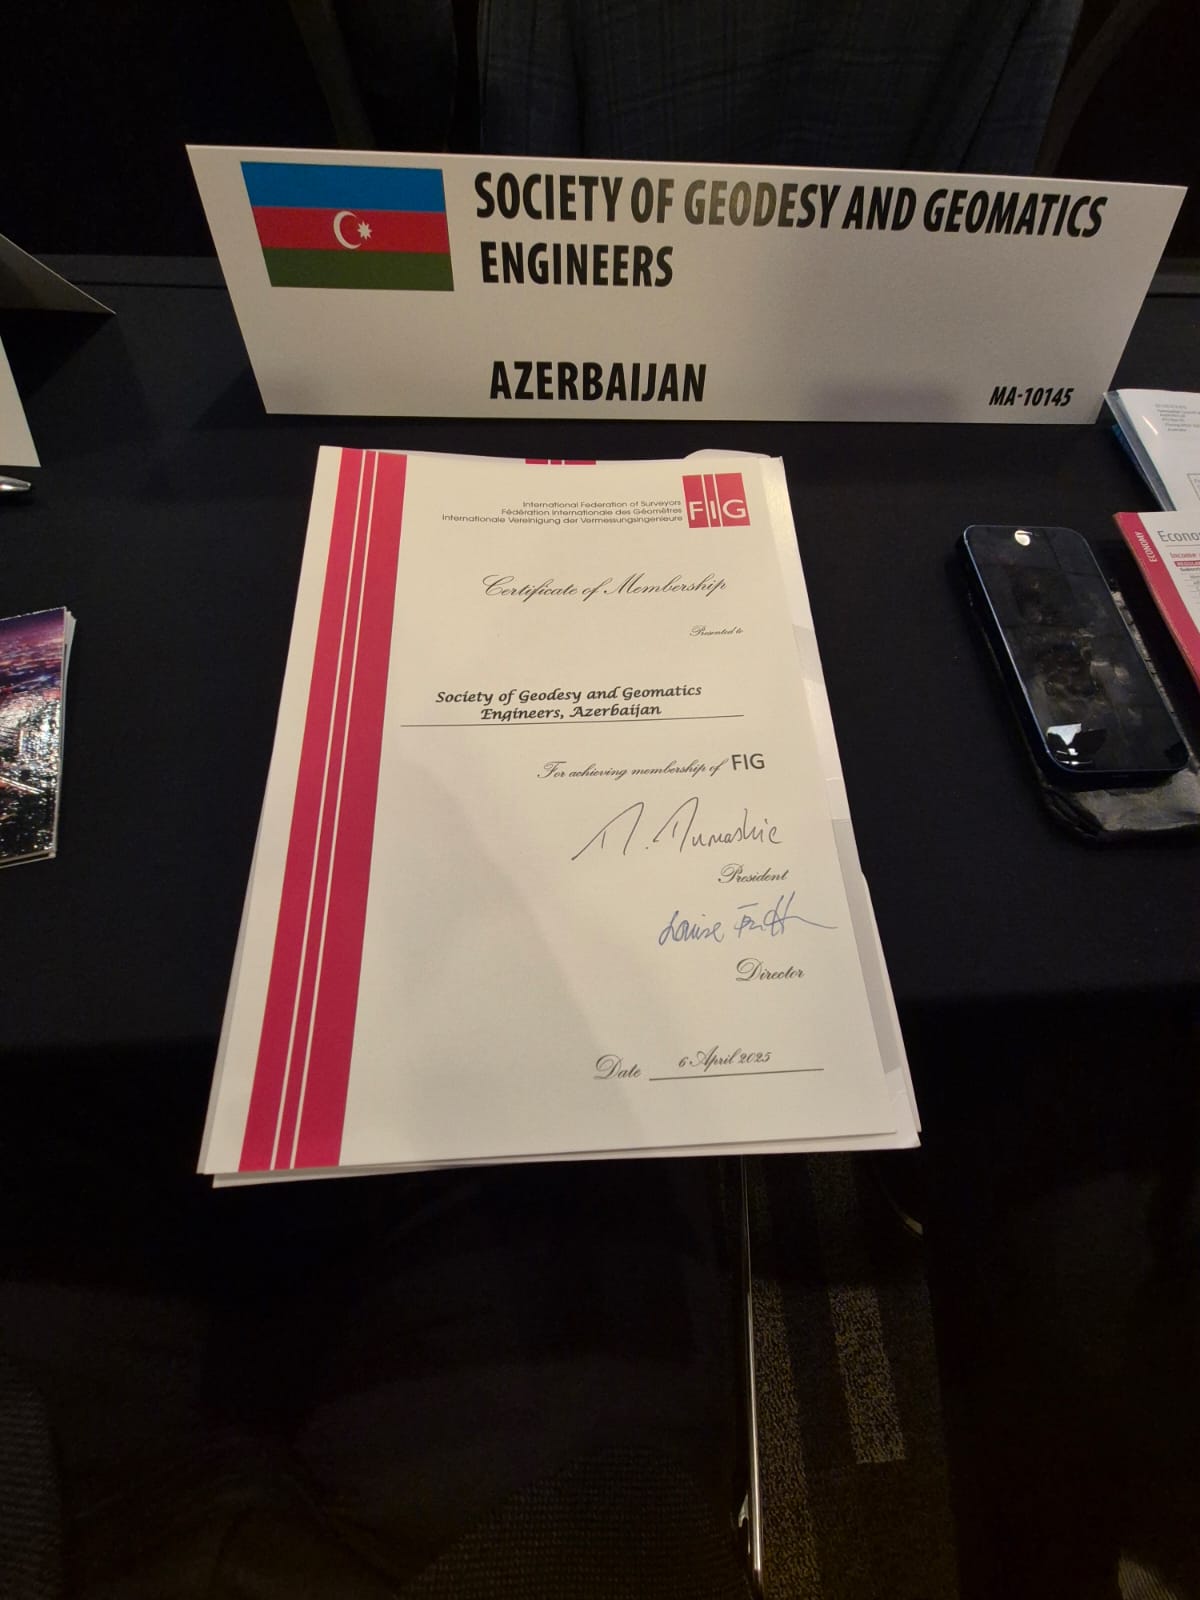 SOCIETY OF GEODESY AND GEOMATICS
ENGINEERS
AZERBAIJAN
MA-10145
International Federation of Surveyors
Fédération Internationale des Géomètres
Internationale Vereinigung der Vermessungsingenieure
FIG
Certificate of Membership
Presented to
Society of Geodesy and Geomatics
Engineers, Azerbaijan
For achieving membership of FIG
President
Louise
Director
Date 6 April 2025
ECONOMY